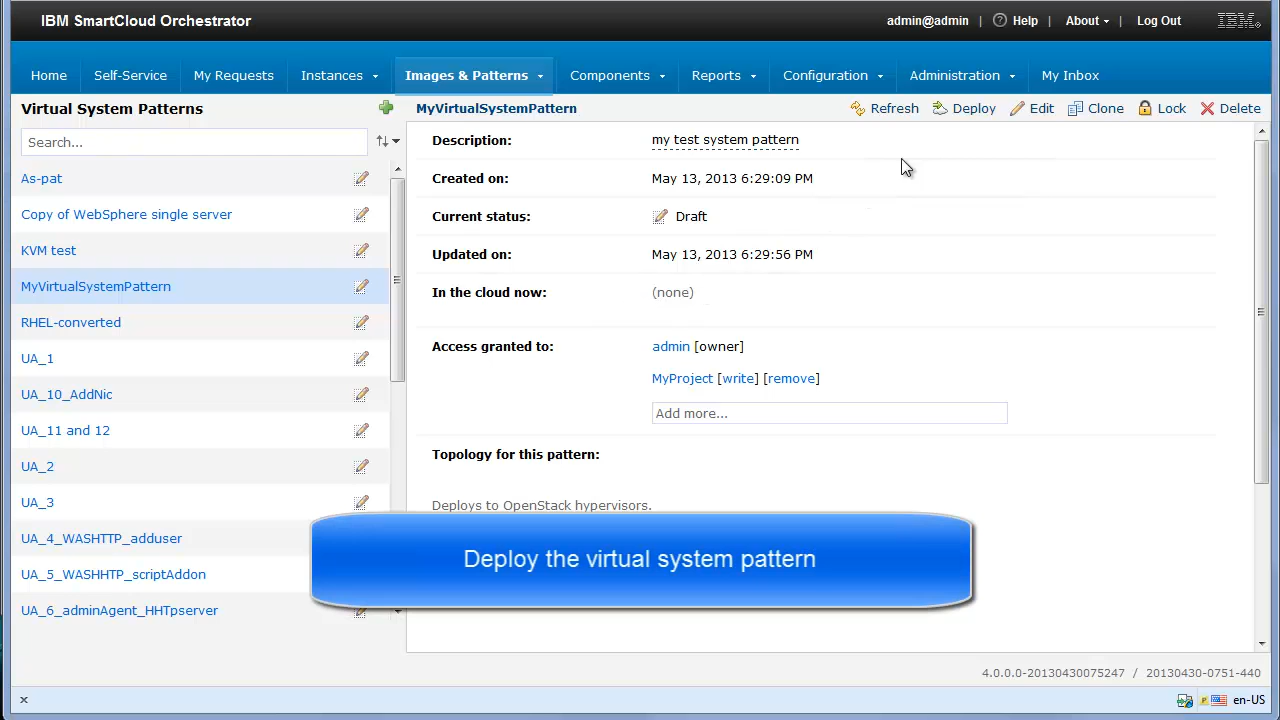 IBM SmartCloud Orchestrator
admin@admin | Help | About | Log Out IBM.
Home Self-Service My Requests Instances Images & Patterns Components Reports Configuration Administration My Inbox
Virtual System Patterns
Search...
As-pat
Copy of WebSphere single server
KVM test
MyVirtualSystemPattern
RHEL-converted
UA_1
UA_10_AddNic
UA_11 and 12
UA_2
UA_3
UA_4_WASHTTP_adduser
UA_5_WASHHTP_scriptAddon
UA_6_adminAgent_HHTpserver
MyVirtualSystemPattern
Refresh Deploy Edit Clone Lock Delete
Description: my test system pattern
Created on: May 13, 2013 6:29:09 PM
Current status: Draft
Updated on: May 13, 2013 6:29:56 PM
In the cloud now: (none)
Access granted to: admin [owner]
MyProject [write] [remove]
Add more...
Topology for this pattern:
Deploys to OpenStack hypervisors.
Deploy the virtual system pattern
4.0.0.0-20130430075247 / 20130430-0751-440
x
en-US